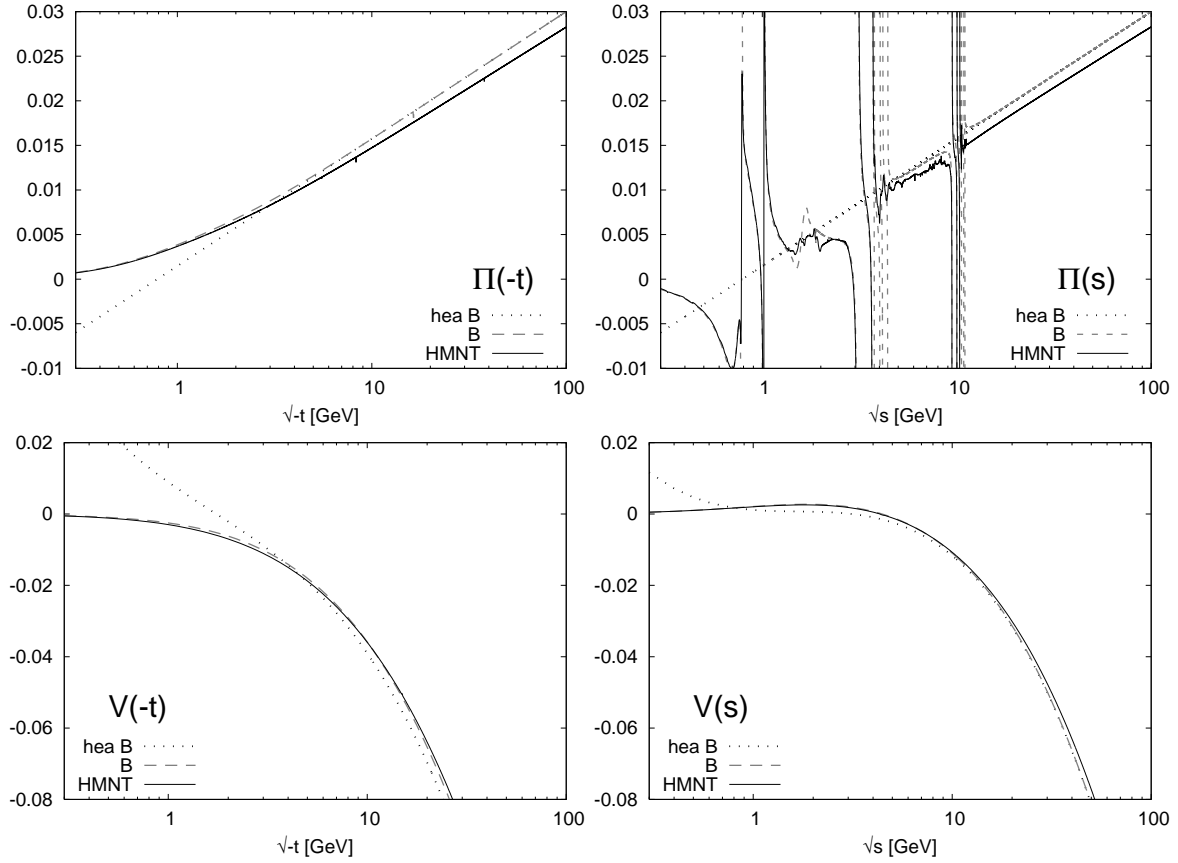 0.03
0.025
0.02
0.015
0.01
0.005
0
-0.005
-0.01
Π(-t)
hea B
B
HMNT
1
10
100
√-t [GeV]
0.03
0.025
0.02
0.015
0.01
0.005
0
-0.005
-0.01
Π(s)
hea B
B
HMNT
1
10
100
√s [GeV]
0.02
0
-0.02
-0.04
-0.06
-0.08
V(-t)
hea B
B
HMNT
1
10
100
√-t [GeV]
0.02
0
-0.02
-0.04
-0.06
-0.08
V(s)
hea B
B
HMNT
1
10
100
√s [GeV]